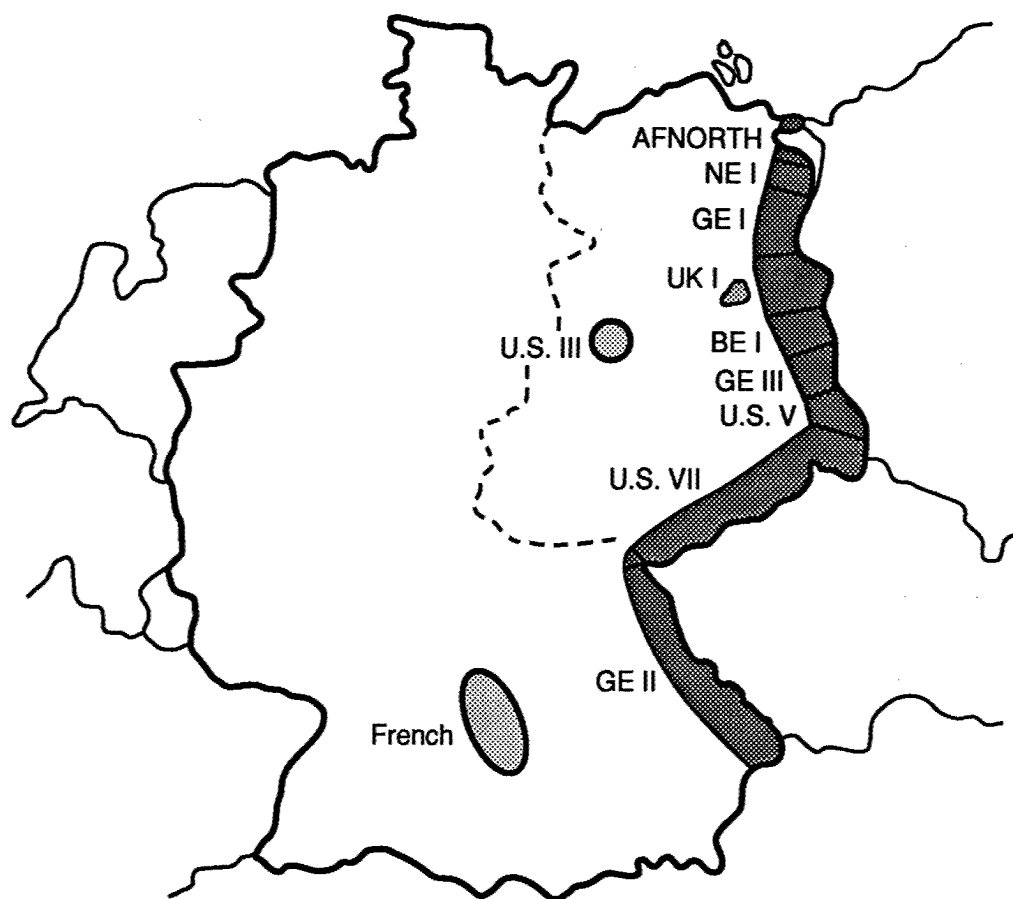 AFNORTH
NE I
GE I
UK I
U.S. III
BE I
GE III
U.S. V
U.S. VII
GE II
French